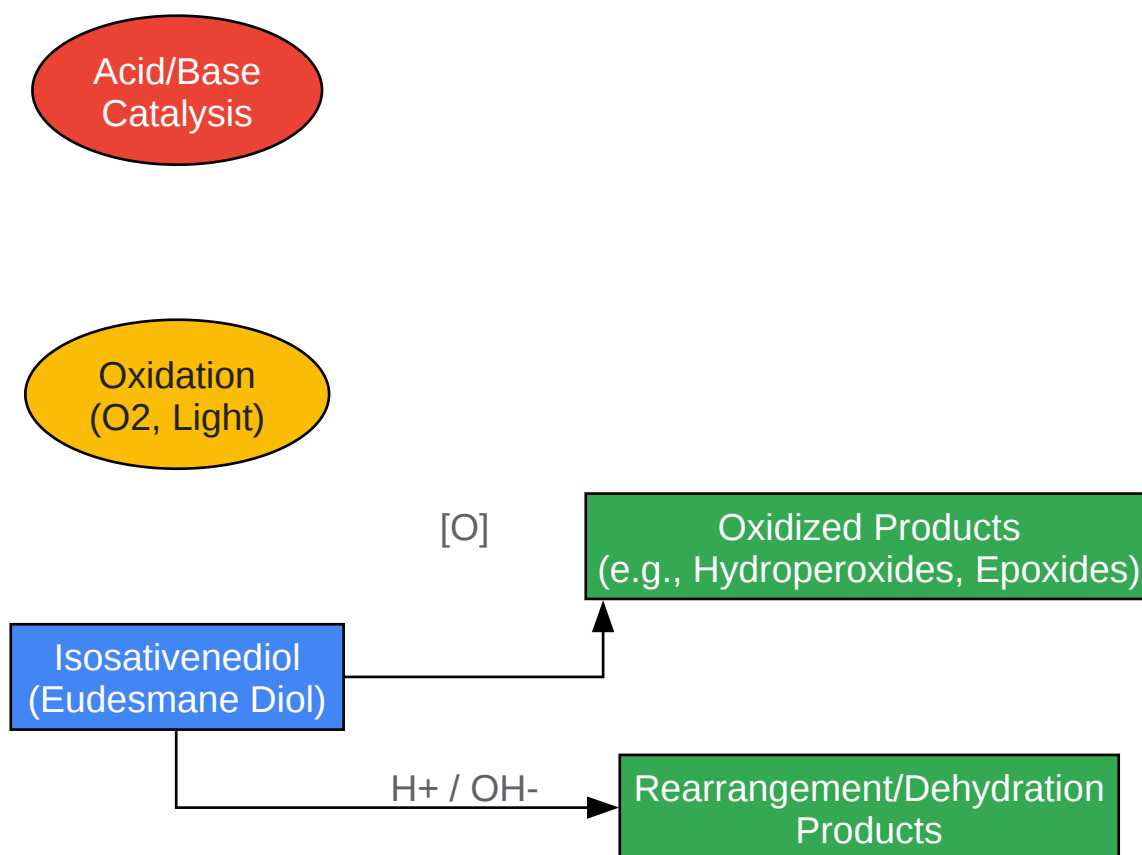 Acid/Base
Catalysis
Oxidation
(O2, Light)
[O]
Oxidized Products
(e.g., Hydroperoxides, Epoxides)
Isosativenediol
(Eudesmane Diol)
H+ / OH-
Rearrangement/Dehydration
Products